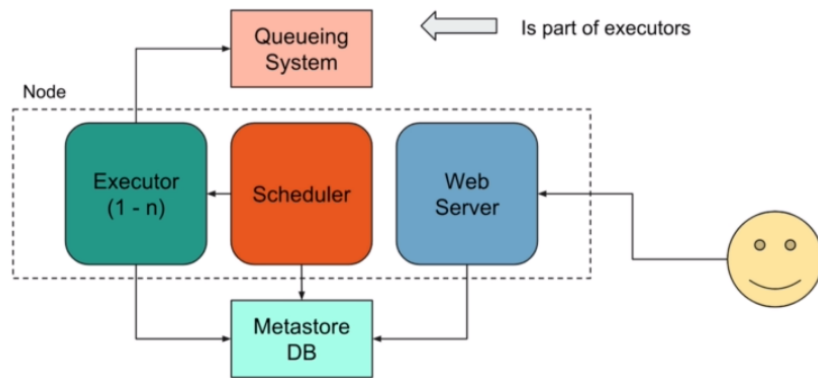 Queueing
System
Is part of executors
Node
Executor
(1 - n)
Scheduler
Web
Server
Metastore
DB